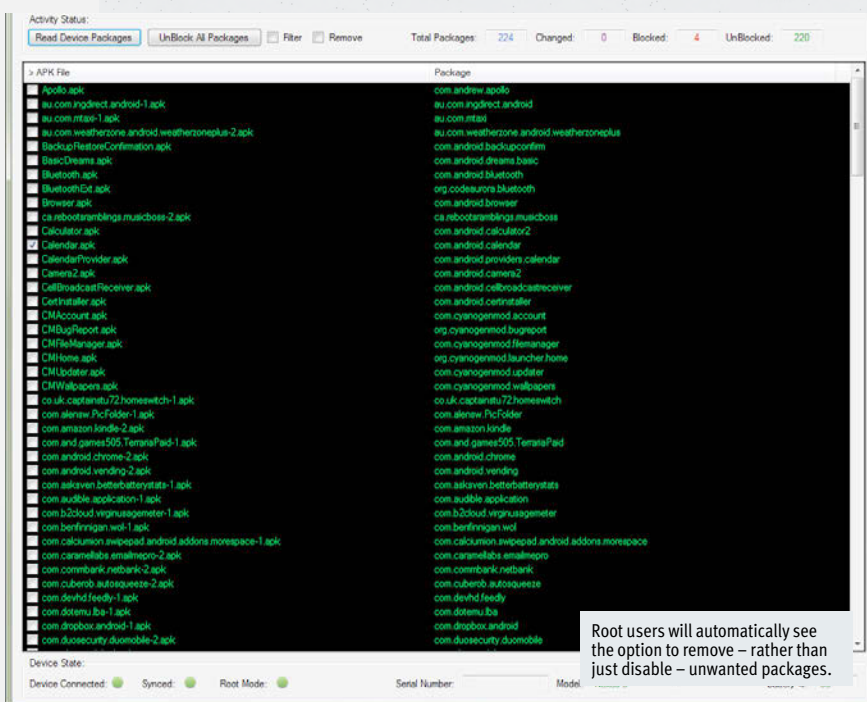 Activity Status:
Read Device Packages UnBlock All Packages Filter Remove Total Packages: 224 Changed: 0 Blocked: 4 UnBlocked: 220
> APK File Package
Apollo.apk com.andrew.apollo
au.com.ingdirect.android-1.apk au.com.ingdirect.android
au.com.mtaxi-1.apk au.com.mtaxi
au.com.weatherzone.android.weatherzoneplus-2.apk au.com.weatherzone.android.weatherzoneplus
BackupRestoreConfirmation.apk com.android.backupconfirm
BasicDreams.apk com.android.dreams.basic
Bluetooth.apk com.android.bluetooth
BluetoothExt.apk org.codeaurora.bluetooth
Browser.apk com.android.browser
ca.rebootsramblings.musicboss-2.apk ca.rebootsramblings.musicboss
Calculator.apk com.android.calculator2
Calendar.apk com.android.calendar
CalendarProvider.apk com.android.providers.calendar
Camera2.apk com.android.camera2
CellBroadcastReceiver.apk com.android.cellbroadcastreceiver
CertInstaller.apk com.android.certinstaller
CMAccount.apk com.cyanogenmod.account
CMBugReport.apk org.cyanogenmod.bugreport
CMFileManager.apk com.cyanogenmod.filemanager
CMHome.apk org.cyanogenmod.launcher.home
CMUpdater.apk com.cyanogenmod.updater
CMWallpapers.apk com.cyanogenmod.wallpapers
co.uk.captainstu72.homeswitch-1.apk co.uk.captainstu72.homeswitch
com.alensw.PicFolder-1.apk com.alensw.PicFolder
com.amazon.kindle-2.apk com.amazon.kindle
com.and.games505.TerrariaPaid-1.apk com.and.games505.TerrariaPaid
com.android.chrome-2.apk com.android.chrome
com.android.vending-2.apk com.android.vending
com.asksven.betterbatterystats-1.apk com.asksven.betterbatterystats
com.audible.application-1.apk com.audible.application
com.b2cloud.virginusagemeter-1.apk com.b2cloud.virginusagemeter
com.benfinnigan.wol-1.apk com.benfinnigan.wol
com.calciumion.swipepad.android.addons.morespace-1.apk com.calciumion.swipepad.android.addons.morespace
com.caramellabs.emailmepro-2.apk com.caramellabs.emailmepro
com.commbank.netbank-2.apk com.commbank.netbank
com.cuberob.autosqueeze-2.apk com.cuberob.autosqueeze
com.devhd.feedly-1.apk com.devhd.feedly
com.dotemu.lba-1.apk com.dotemu.lba
com.dropbox.android-1.apk com.dropbox.android
com.duosecurity.duomobile-2.apk com.duosecurity.duomobile
Root users will automatically see
the option to remove – rather than
just disable – unwanted packages.
Device State:
Device Connected: Synced: Root Mode: Serial Number: Model